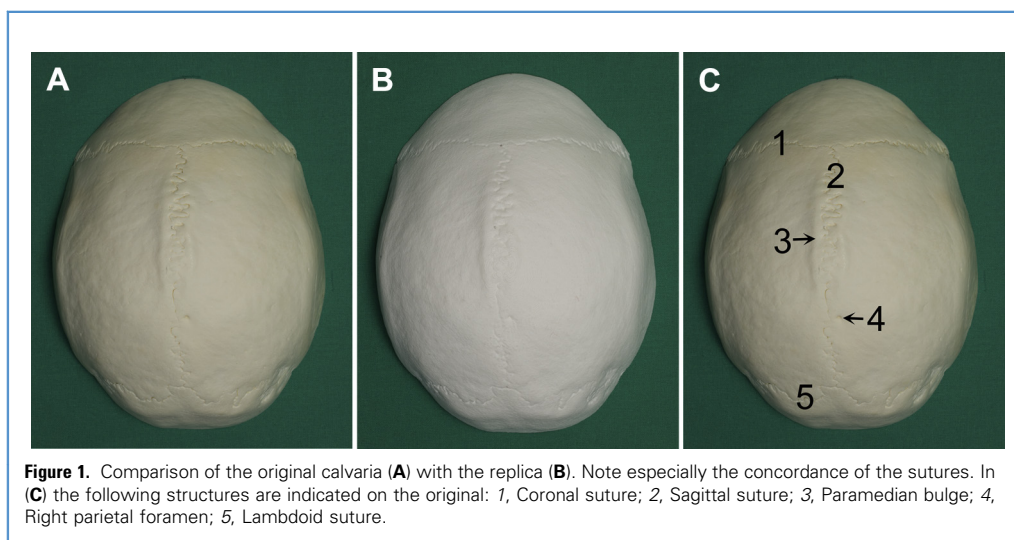 A
B
C
1
2
3
4
5
Figure 1. Comparison of the original calvaria (A) with the replica (B). Note especially the concordance of the sutures. In
(C) the following structures are indicated on the original: 1, Coronal suture; 2, Sagittal suture; 3, Paramedian bulge; 4,
Right parietal foramen; 5, Lambdoid suture.